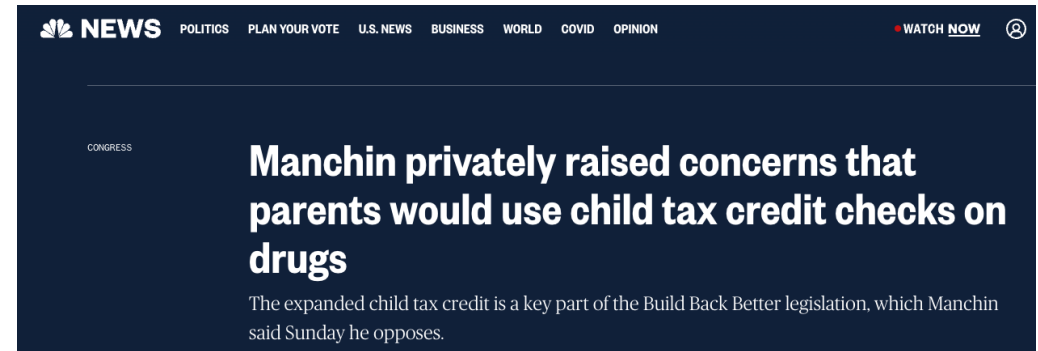 NEWS POLITICS PLAN YOUR VOTE U.S. NEWS BUSINESS WORLD COVID OPINION WATCH NOW
CONGRESS
Manchin privately raised concerns that
parents would use child tax credit checks on
drugs
The expanded child tax credit is a key part of the Build Back Better legislation, which Manchin
said Sunday he opposes.